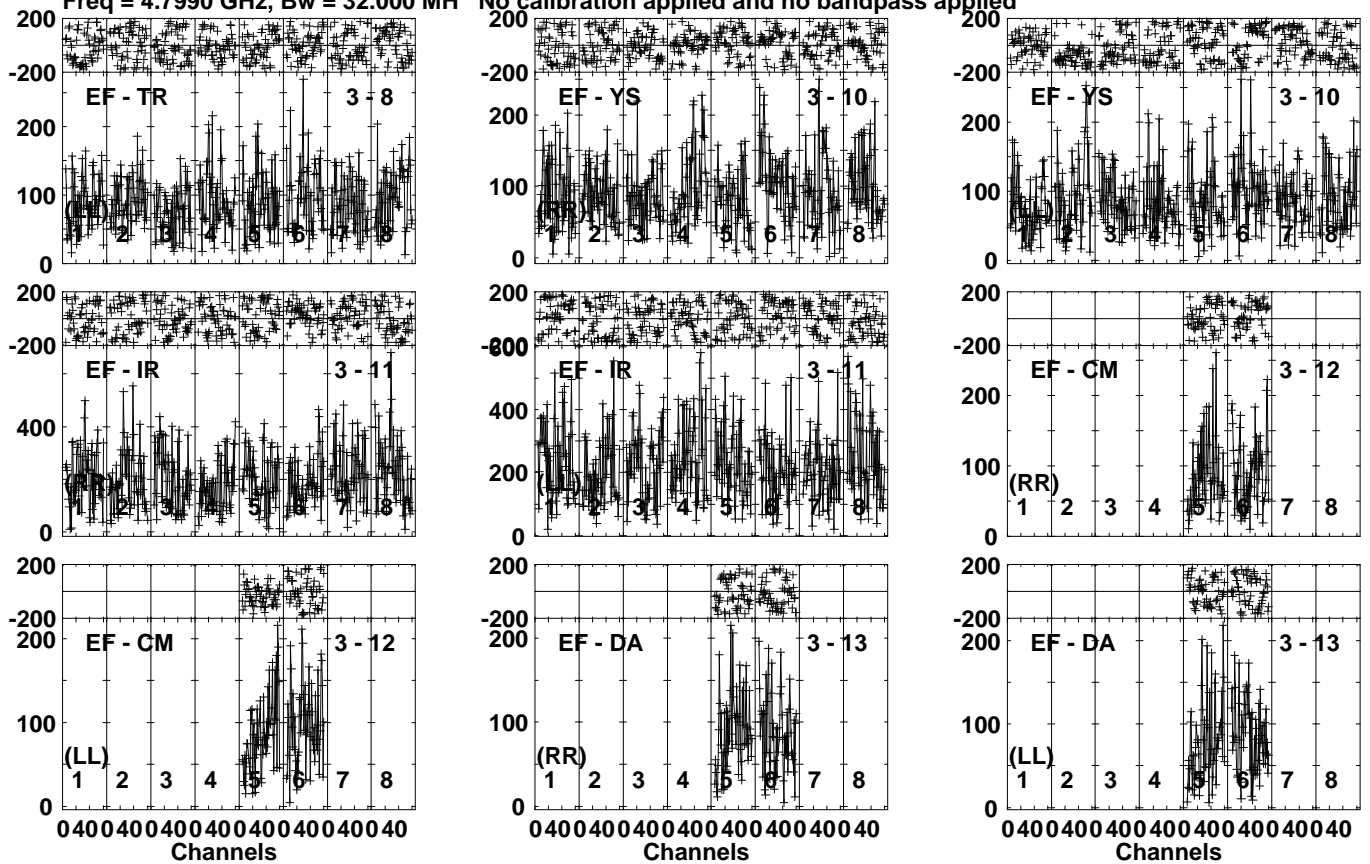 Freq = 4.7990 GHz, Bw = 32.000 MH No calibration applied and no bandpass applied
200 200 200
-200 -200 -200
EF - TR 3 - 8 EF - YS 3 - 10 EF - YS 3 - 10
200 200 200
100 100 100
(LL) (RR) (LL)
1 2 3 4 5 6 7 8 1 2 3 4 5 6 7 8 1 2 3 4 5 6 7 8
0 0 0
200 200 200
-200 -200 -200
600
EF - IR 3 - 11 EF - IR 3 - 11 EF - CM 3 - 12
400 400 200
200 100
(RR) (LL) (RR)
1 2 3 4 5 6 7 8 1 2 3 4 5 6 7 8 1 2 3 4 5 6 7 8
0 0 0
200 200 200
-200 -200 -200
200 200 200
EF - CM 3 - 12 EF - DA 3 - 13 EF - DA 3 - 13
100 100 100
(LL) (RR) (LL)
1 2 3 4 5 6 7 8 1 2 3 4 5 6 7 8 1 2 3 4 5 6 7 8
0 0 0
0 40 0 40 0 40 0 40 0 40 0 40 0 40 0 40 0 40 0 40 0 40 0 40 0 40 0 40 0 40 0 40 0 40 0 40 0 40 0 40 0 40 0 40 0 40 0 40
Channels Channels Channels